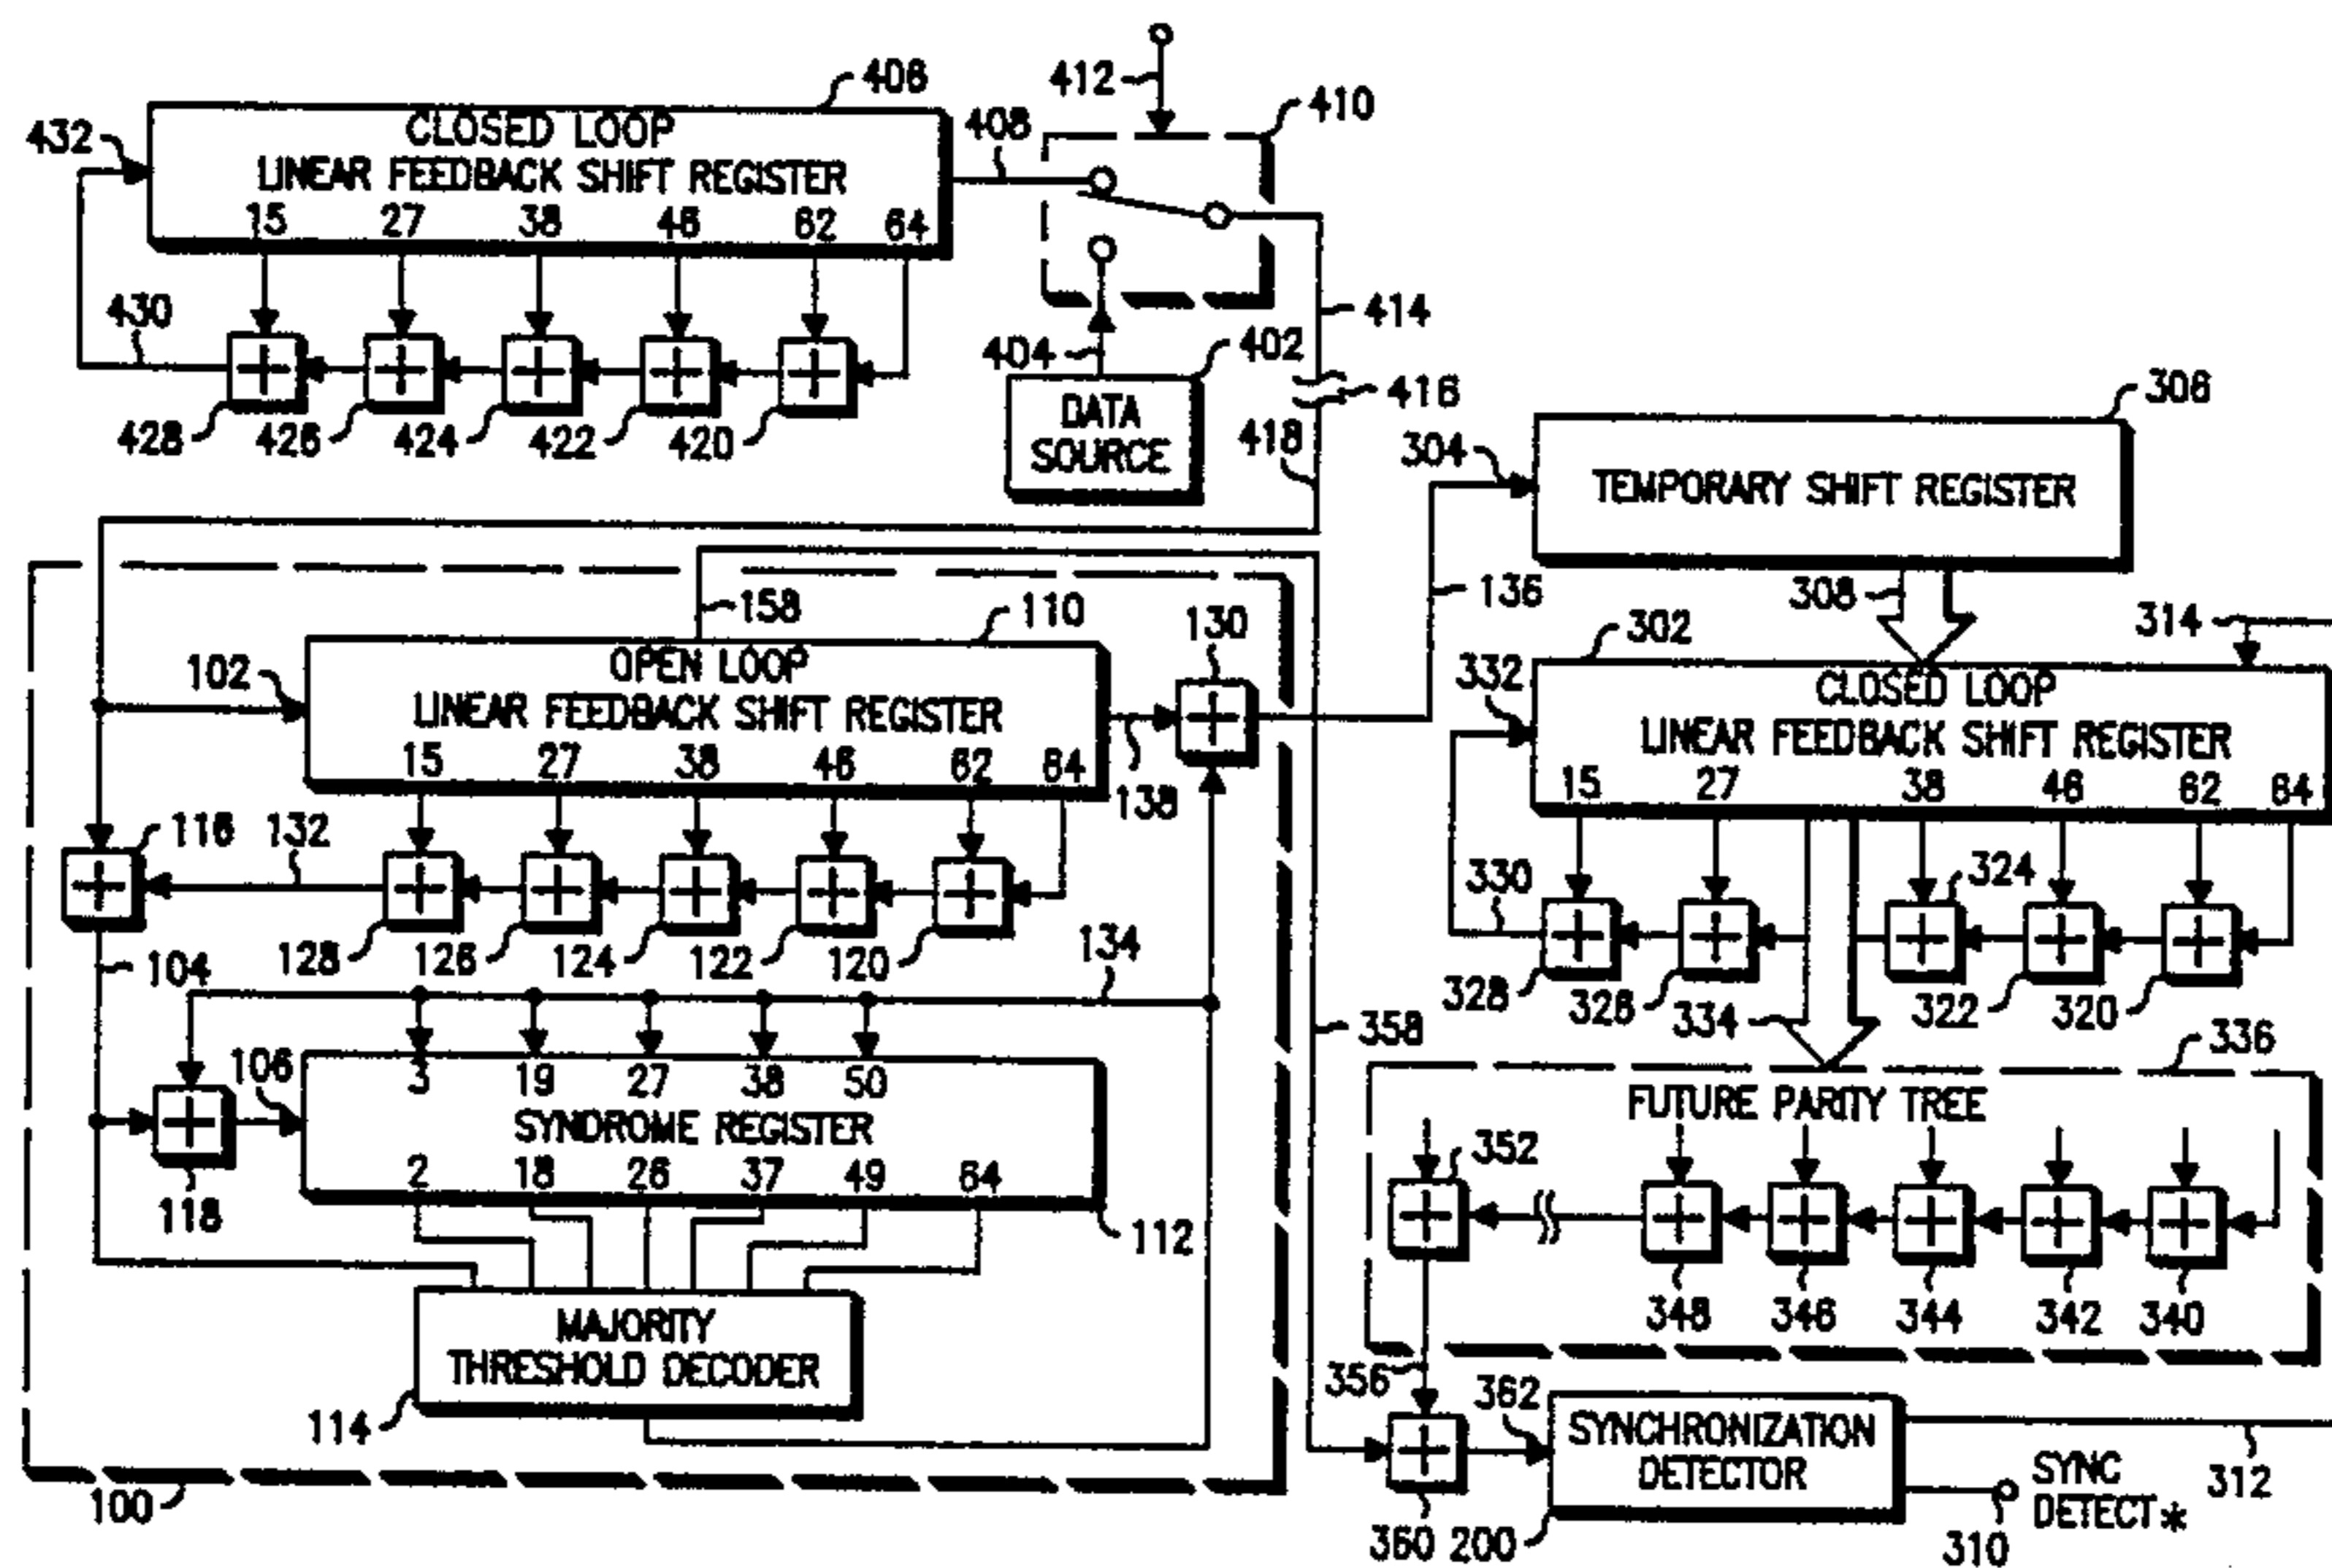 412
406
410
432
CLOSED LOOP
LINEAR FEEDBACK SHIFT REGISTER
408
15 27 38 46 62 64
430
414
404
402
416
428 426 424 422 420
DATA
SOURCE
418
306
304
TEMPORARY SHIFT REGISTER
158
110
130
136
308
314
302
102
OPEN LOOP
LINEAR FEEDBACK SHIFT REGISTER
332
CLOSED LOOP
LINEAR FEEDBACK SHIFT REGISTER
15 27 38 46 62 64
138
15 27 38 46 62 64
116
132
330
324
128 126 124 122 120
134
104
328 326 334 322 320
358
106
3 19 27 38 50
SYNDROME REGISTER
2 18 26 37 49 64
118
112
336
FUTURE PARITY TREE
352
348 346 344 342 340
MAJORITY
THRESHOLD DECODER
114
356
362
SYNCHRONIZATION
DETECTOR
312
SYNC
DETECT*
100
360
200
310